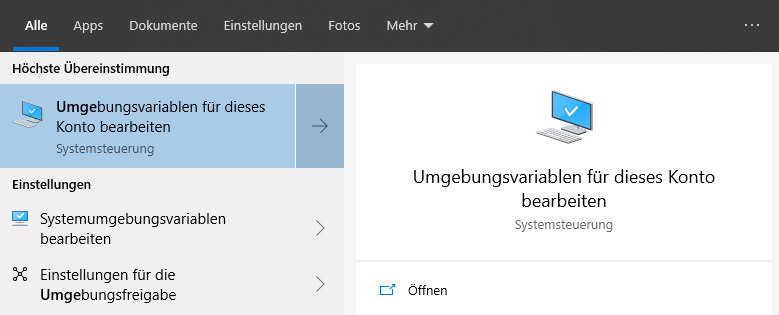 Alle Apps Dokumente Einstellungen Fotos Mehr
Höchste Übereinstimmung
Umgebungsvariablen für dieses
Konto bearbeiten
Systemsteuerung
Einstellungen
Systemumgebungsvariablen
bearbeiten
Einstellungen für die
Umgebungsfreigabe
Umgebungsvariablen für dieses Konto
bearbeiten
Systemsteuerung
Öffnen